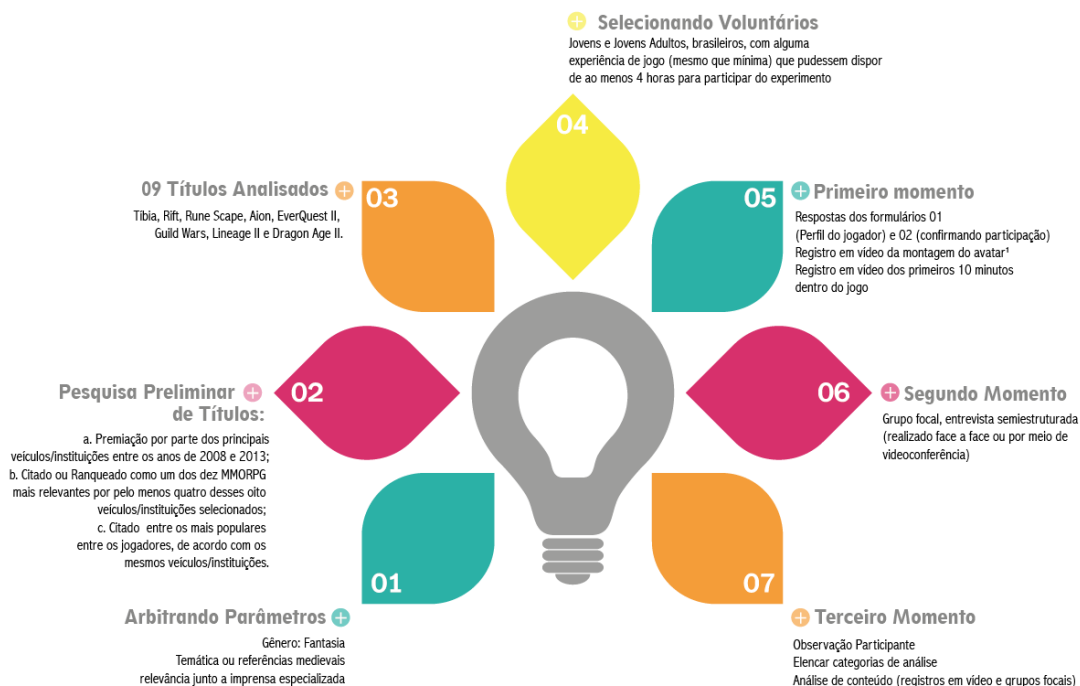 04
Selecionando Voluntários
Jovens e Jovens Adultos, brasileiros, com alguma
experiência de jogo (mesmo que mínima) que pudessem dispor
de ao menos 4 horas para participar do experimento
03
09 Títulos Analisados
Tibia, Rift, Rune Scape, Aion, EverQuest II,
Guild Wars, Lineage II e Dragon Age II.
05
Primeiro momento
Respostas dos formulários 01
(Perfil do jogador) e 02 (confirmando participação)
Registro em vídeo da montagem do avatar¹
Registro em vídeo dos primeiros 10 minutos
dentro do jogo
02
Pesquisa Preliminar
de Títulos:
a. Premiação por parte dos principais
veículos/instituições entre os anos de 2008 e 2013;
b. Citado ou Ranqueado como um dos dez MMORPG
mais relevantes por pelo menos quatro desses oito
veículos/instituições selecionados;
c. Citado entre os mais populares
entre os jogadores, de acordo com os
mesmos veículos/instituições.
06
Segundo Momento
Grupo focal, entrevista semiestruturada
(realizado face a face ou por meio de
videoconferência)
01
Arbitrando Parâmetros
Gênero: Fantasia
Temática ou referências medievais
relevância junto a imprensa especializada
07
Terceiro Momento
Observação Participante
Elencar categorias de análise
Análise de conteúdo (registros em vídeo e grupos focais)